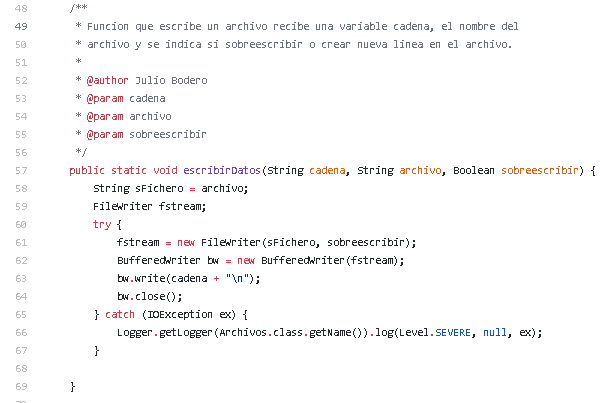 48 /**
49 * Funcion que escribe un archivo recibe una variable cadena, el nombre del
50 * archivo y se indica si sobreescribir o crear nueva linea en el archivo.
51 *
52 * @author Julio Bodero
53 * @param cadena
54 * @param archivo
55 * @param sobreescribir
56 */
57 public static void escribirDatos(String cadena, String archivo, Boolean sobreescribir) {
58 String sFichero = archivo;
59 FileWriter fstream;
60 try {
61 fstream = new FileWriter(sFichero, sobreescribir);
62 BufferedWriter bw = new BufferedWriter(fstream);
63 bw.write(cadena + "\n");
64 bw.close();
65 } catch (IOException ex) {
66 Logger.getLogger(Archivos.class.getName()).log(Level.SEVERE, null, ex);
67 }
68
69 }